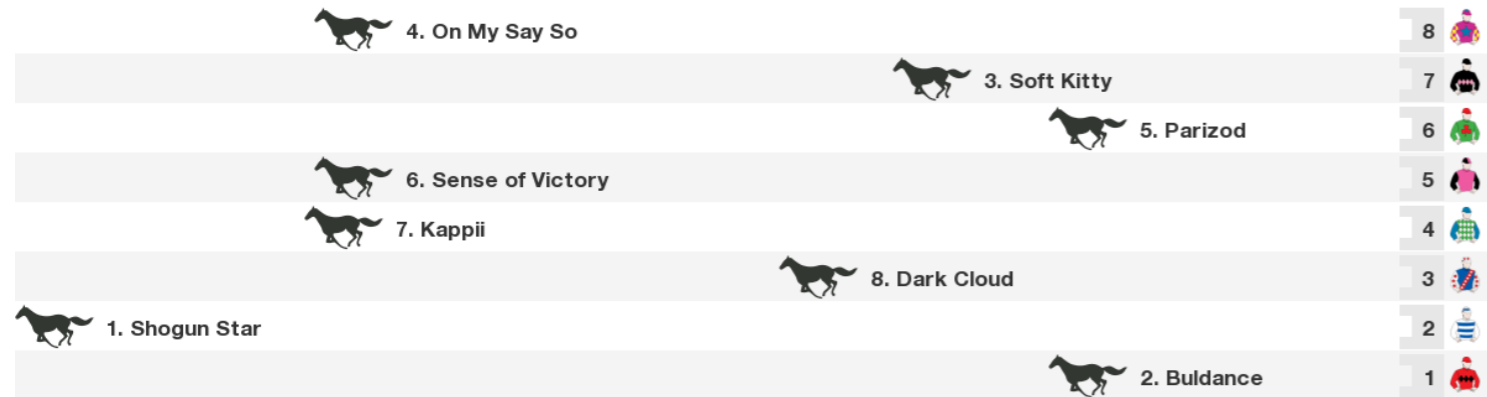 4. On My Say So 8
3. Soft Kitty 7
5. Parizod 6
6. Sense of Victory 5
7. Kappii 4
8. Dark Cloud 3
1. Shogun Star 2
2. Buldance 1